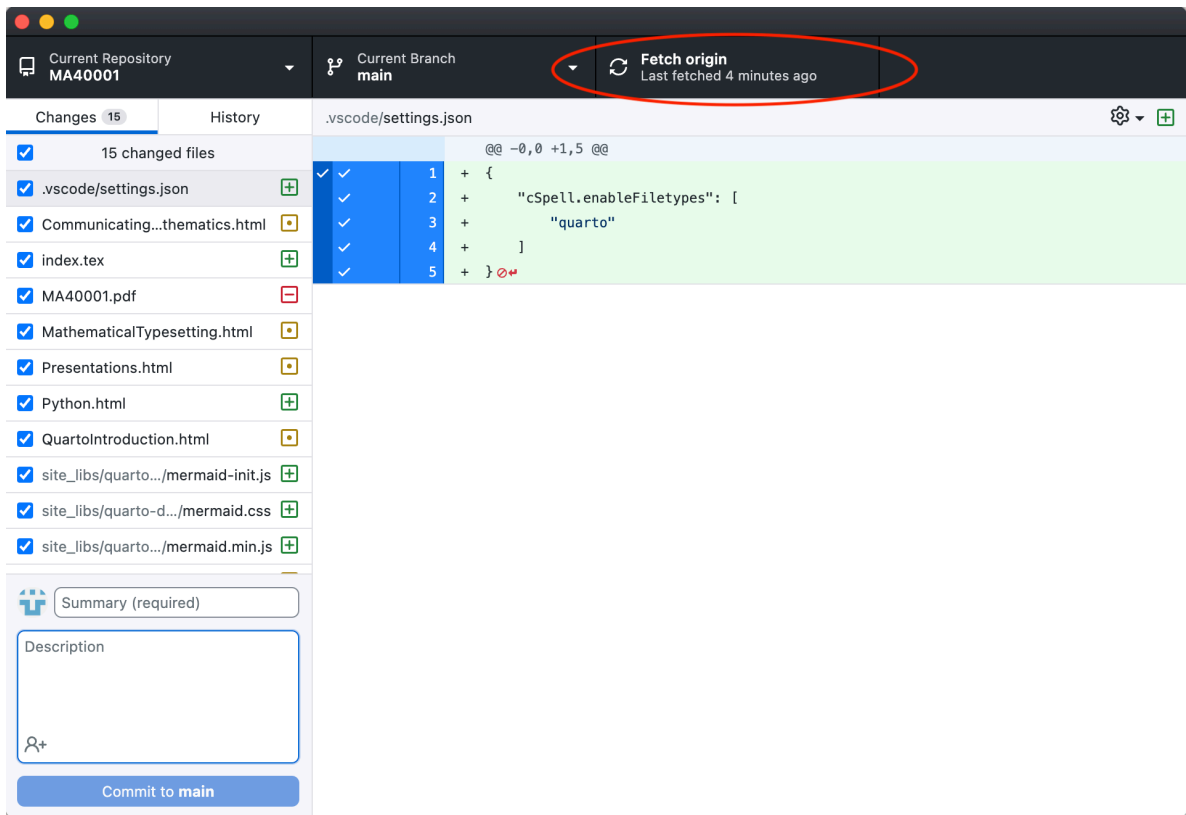 Current Repository
MA40001
Current Branch
main
Fetch origin
Last fetched 4 minutes ago
Changes 15
History
.vscode/settings.json
15 changed files
.vscode/settings.json
Communicating...thematics.html
index.tex
MA40001.pdf
MathematicalTypesetting.html
Presentations.html
Python.html
QuartoIntroduction.html
site_libs/quarto.../mermaid-init.js
site_libs/quarto-d.../mermaid.css
site_libs/quarto.../mermaid.min.js
Summary (required)
Description
Commit to main
@@ -0,0 +1,5 @@
1 + {
2 + "cSpell.enableFiletypes": [
3 + "quarto"
4 + ]
5 + }